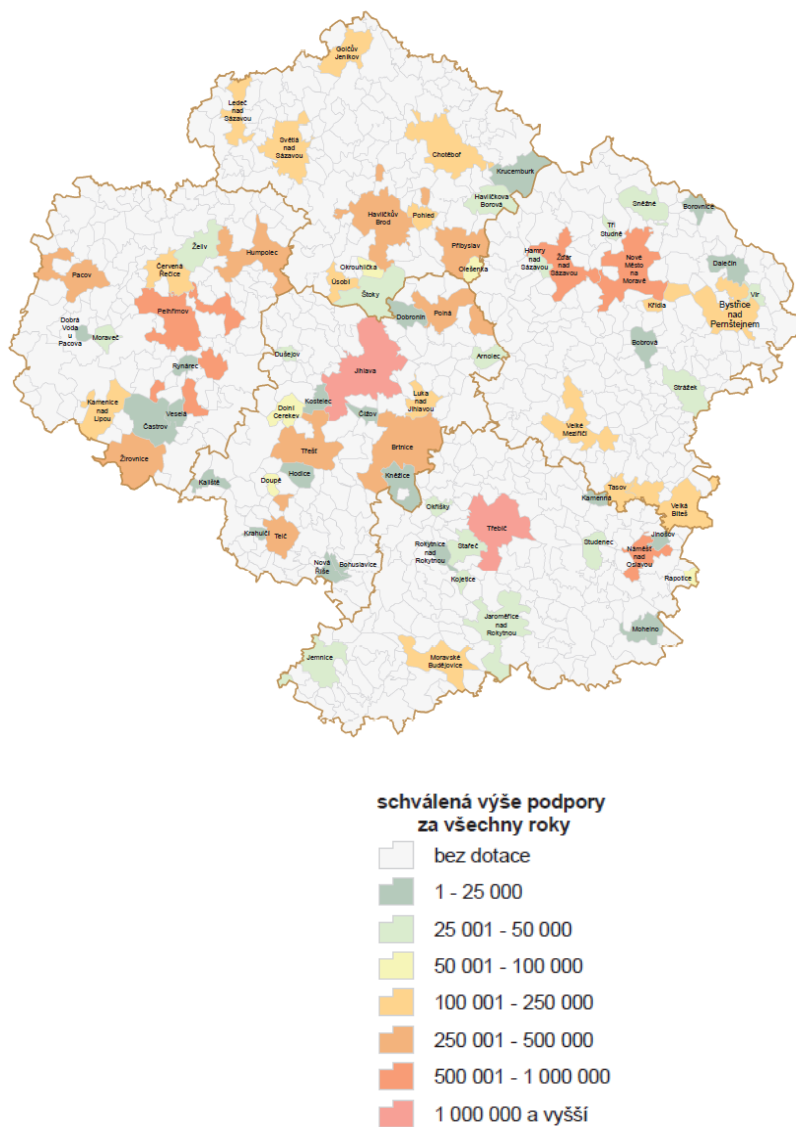 Golčův
Jeníkov
Ledeč
nad
Sázavou
Světlá
nad
Sázavou
Chotěboř
Krucemburk
Havlíčkova
Borová
Sněžné
Borovnice
Havlíčkův
Brod
Pohled
Tři
Studně
Želiv
Humpolec
Přibyslav
Hamry
nad
Sázavou
Žďár
nad
Sázavou
Nové
Město
na
Moravě
Dalečín
Pacov
Červená
Řečice
Okrouhlička
Olešenka
Úsobí
Štoky
Vír
Křídla
Bystřice
nad
Pernštejnem
Pelhřimov
Dobronín
Polná
Dobrá
Voda
u
Pacova
Moraveč
Bobrová
Dušejov
Arnolec
Rynárec
Jihlava
Strážek
Kamenice
nad
Lipou
Veselá
Kostelec
Luka
nad
Jihlavou
Dolní
Cerekev
Čížov
Častrov
Velké
Meziříčí
Třešť
Brtnice
Žirovnice
Hodice
Kněžice
Kaliště
Doupě
Tasov
Kamenná
Velká
Bíteš
Okříšky
Třebíč
Krahulčí
Telč
Jinošov
Stařeč
Studenec
Rokytnice
nad
Rokytnou
Náměšť
nad
Oslavou
Nová
Říše
Bohuslavice
Kojetice
Rapotice
Jaroměřice
nad
Rokytnou
Mohelno
Jemnice
Moravské
Budějovice
schválená výše podpory
za všechny roky
bez dotace
1 - 25 000
25 001 - 50 000
50 001 - 100 000
100 001 - 250 000
250 001 - 500 000
500 001 - 1 000 000
1 000 000 a vyšší